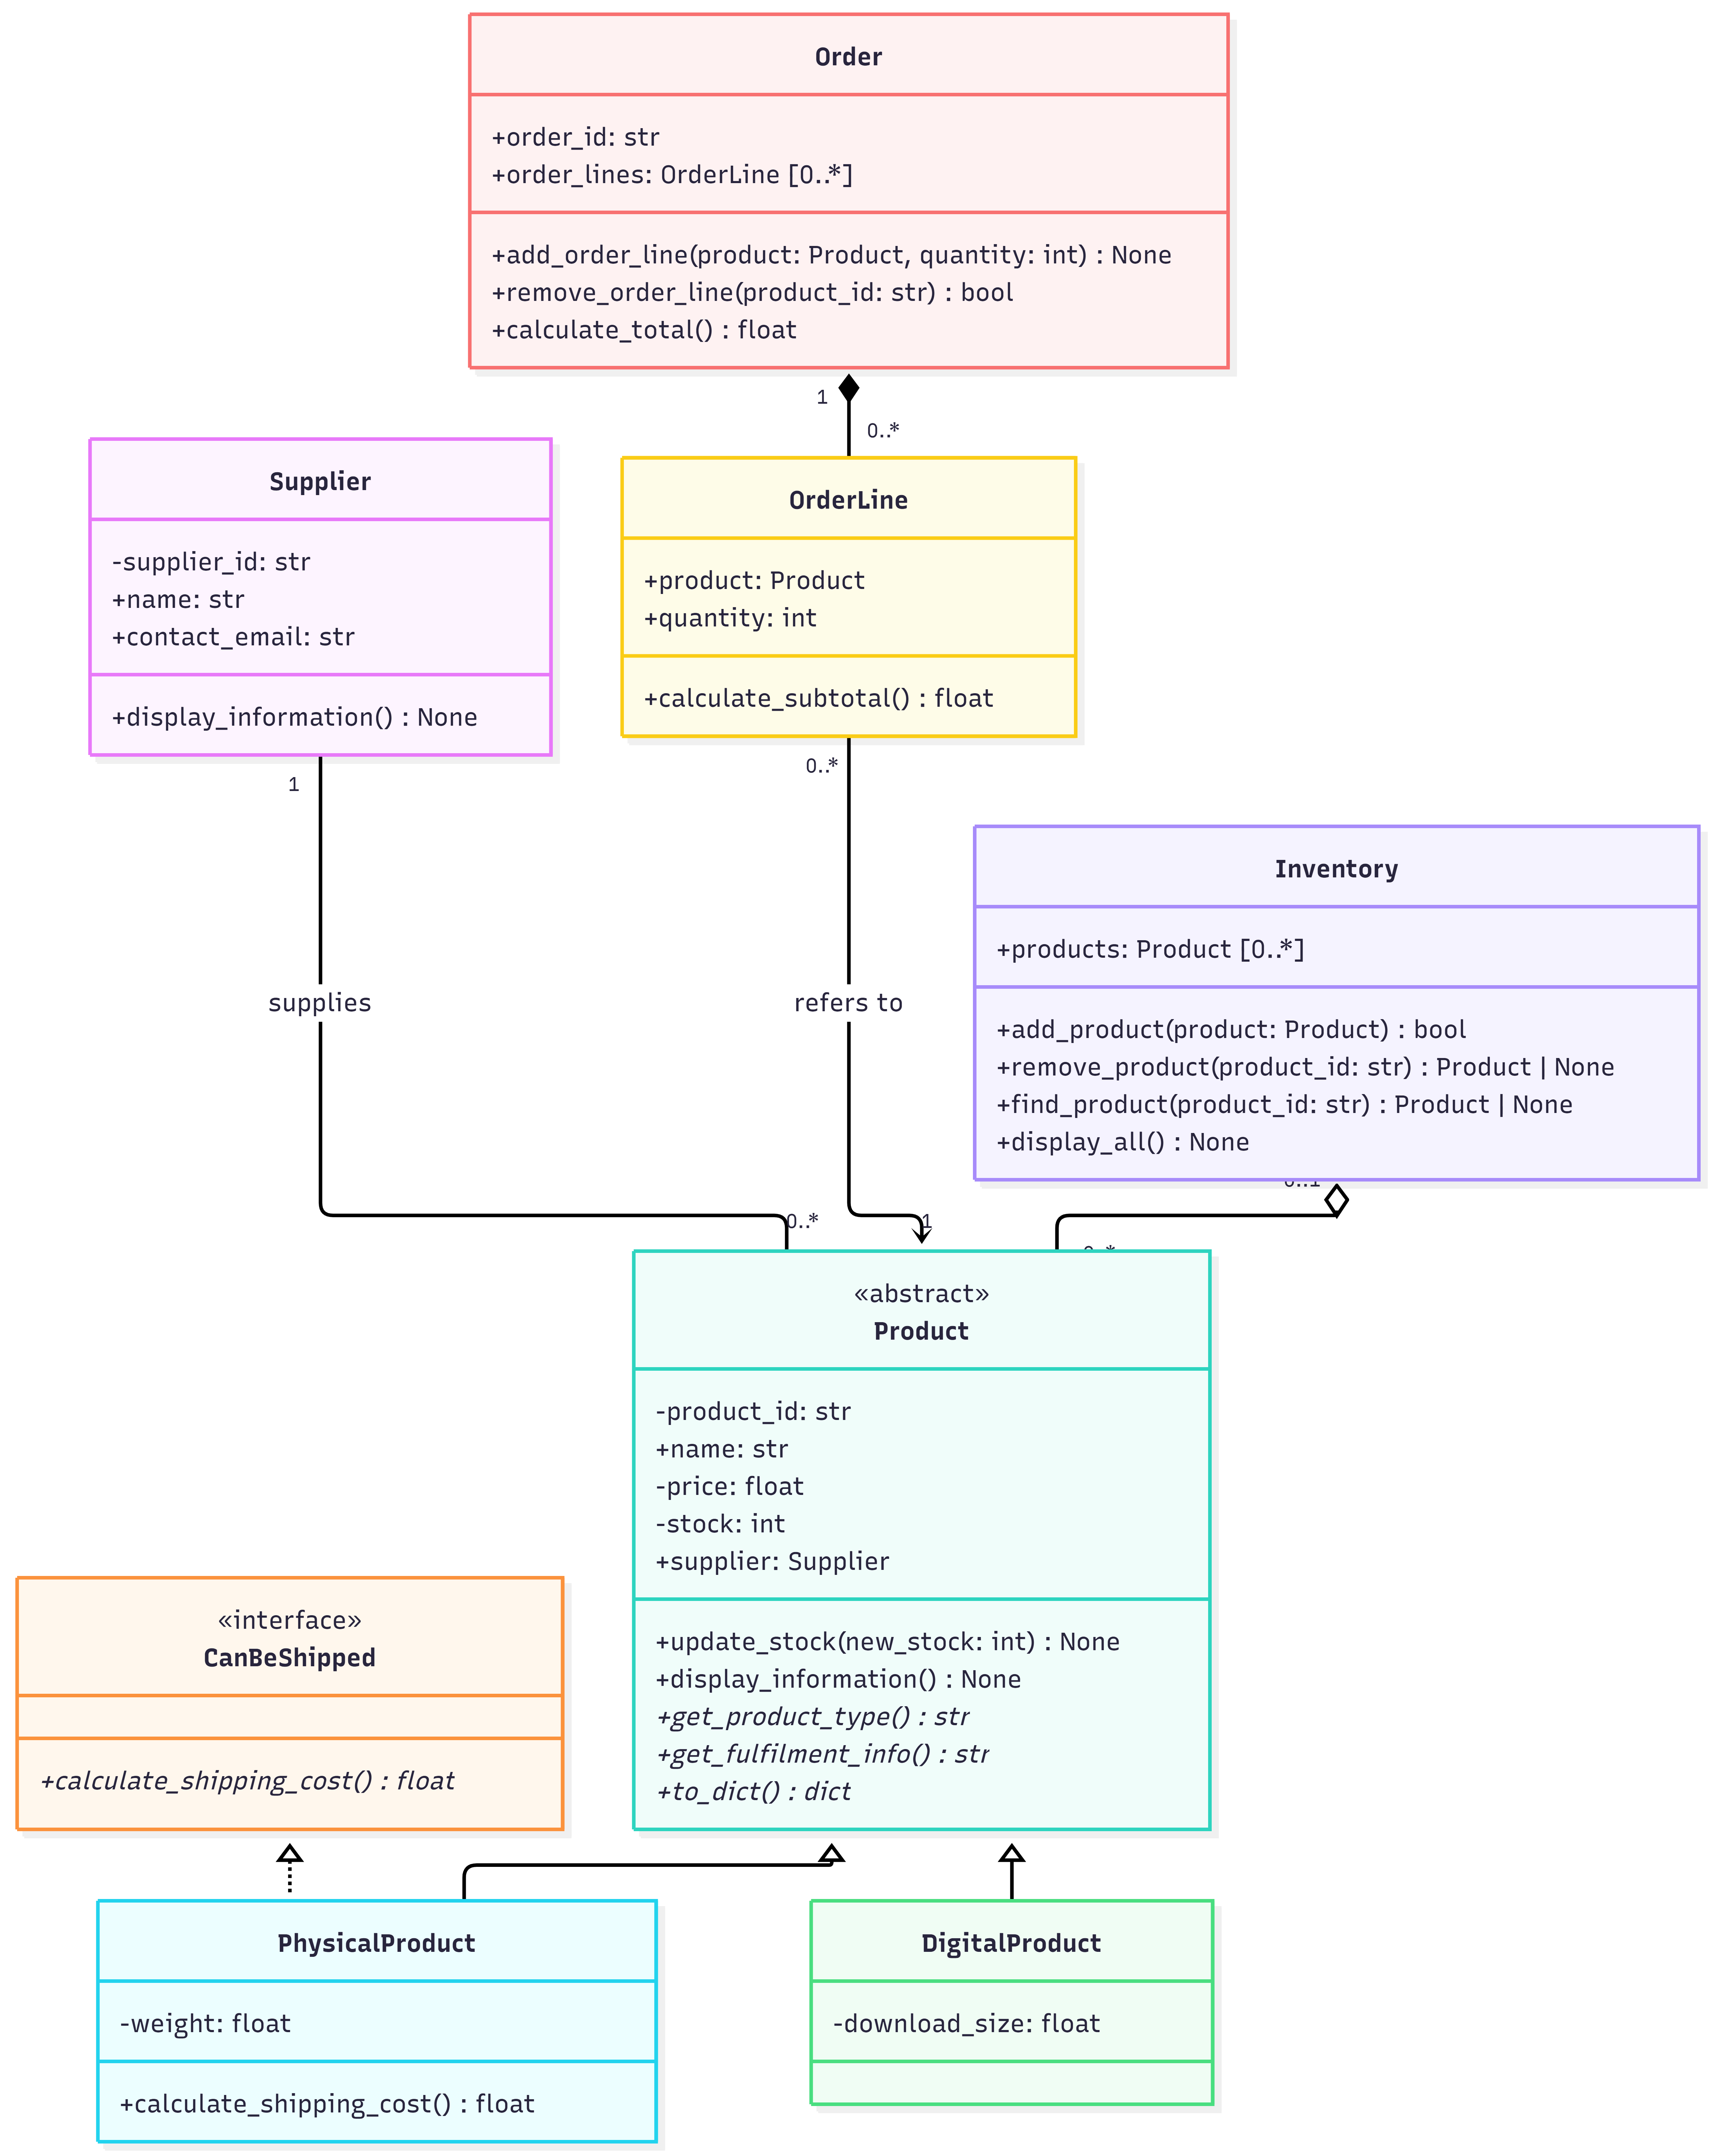 Order
+order_id: str
+order_lines: OrderLine [0..*]
+add_order_line(product: Product, quantity: int) : None
+remove_order_line(product_id: str) : bool
+calculate_total() : float
1
0..*
Supplier
-supplier_id: str
+name: str
+contact_email: str
+display_information() : None
1
OrderLine
+product: Product
+quantity: int
+calculate_subtotal() : float
0..*
Inventory
+products: Product [0..*]
+add_product(product: Product) : bool
+remove_product(product_id: str) : Product | None
+find_product(product_id: str) : Product | None
+display_all() : None
supplies
refers to
0..1
0..*
1
0..*
«abstract»
Product
-product_id: str
+name: str
-price: float
-stock: int
+supplier: Supplier
+update_stock(new_stock: int) : None
+display_information() : None
+get_product_type() : str
+get_fulfilment_info() : str
+to_dict() : dict
«interface»
CanBeShipped
+calculate_shipping_cost() : float
PhysicalProduct
-weight: float
+calculate_shipping_cost() : float
DigitalProduct
-download_size: float